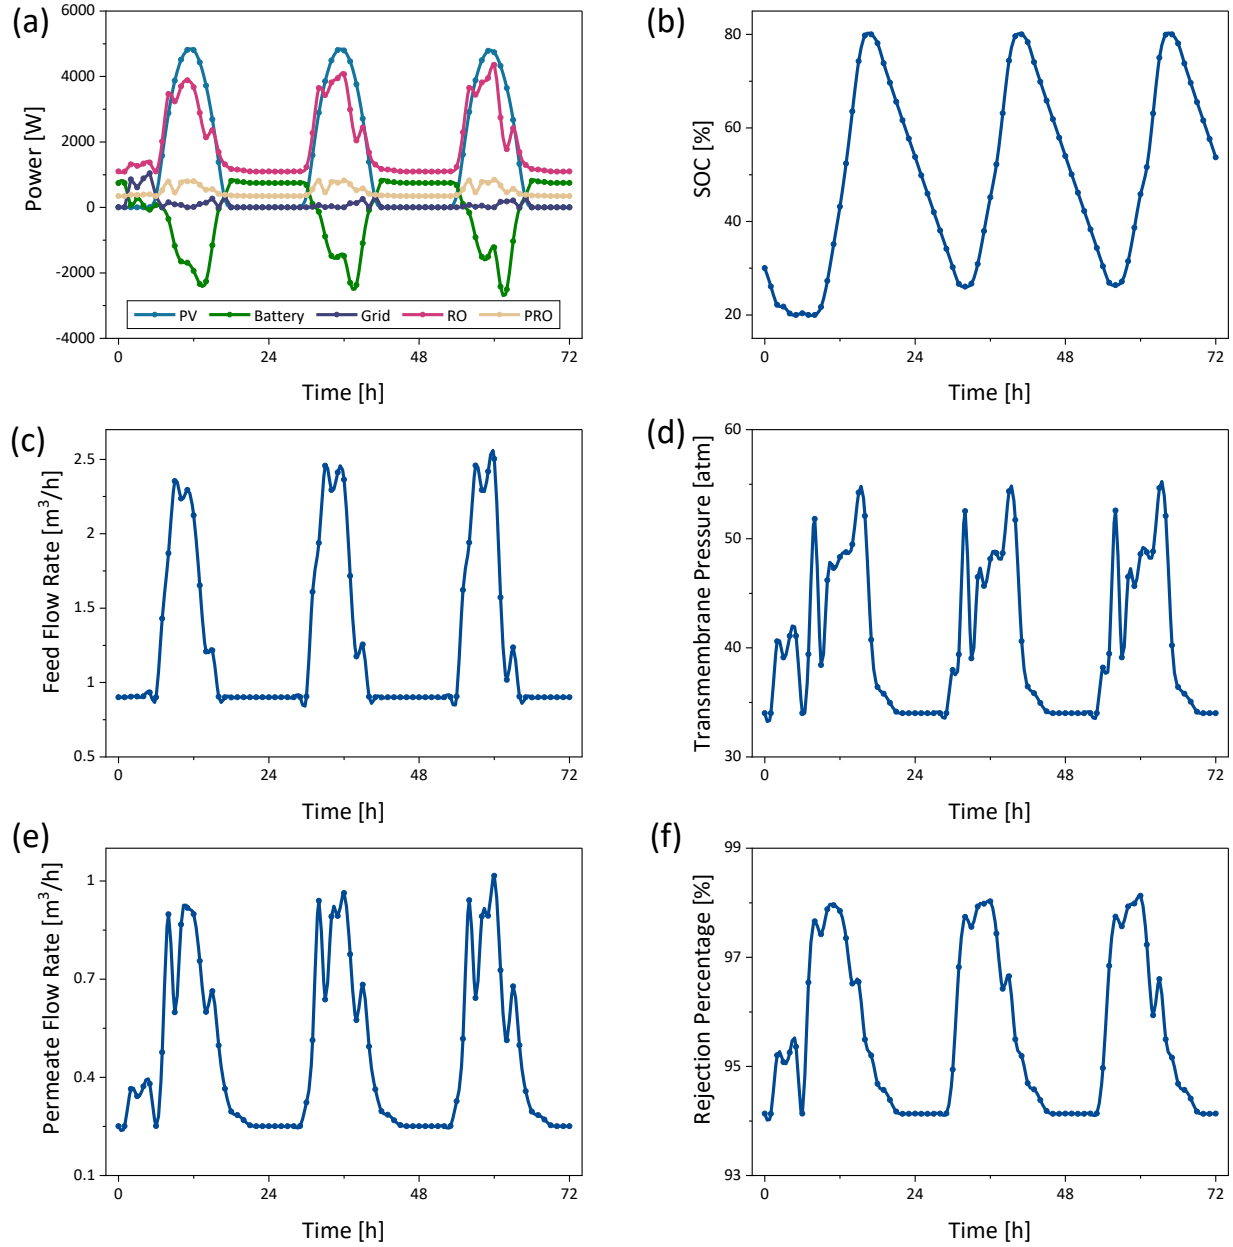 (a)
Power [W]
6000
4000
2000
0
-2000
-4000
PV Battery Grid RO PRO
0 24 48 72
Time [h]
(b)
SOC [%]
80
60
40
20
0 24 48 72
Time [h]
(c)
Feed Flow Rate [m³/h]
2.5
2
1.5
1
0.5
0 24 48 72
Time [h]
(d)
Transmembrane Pressure [atm]
60
50
40
30
0 24 48 72
Time [h]
(e)
Permeate Flow Rate [m³/h]
1
0.7
0.4
0.1
0 24 48 72
Time [h]
(f)
Rejection Percentage [%]
99
97
95
93
0 24 48 72
Time [h]